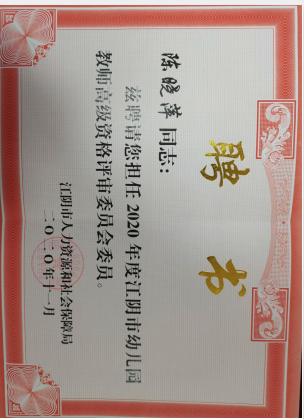 聘书
陈晓萍 同志：
兹聘请您担任2020年度江阴市幼儿园
教师高级资格评审委员会委员。
江阴市人力资源和社会保障局
二〇二〇年十一月